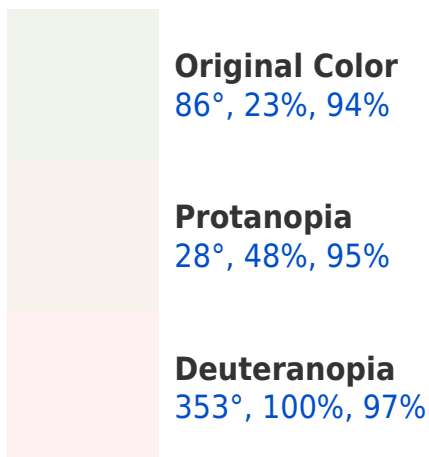 Original Color
86°, 23%, 94%
Protanopia
28°, 48%, 95%
Deuteranopia
353°, 100%, 97%